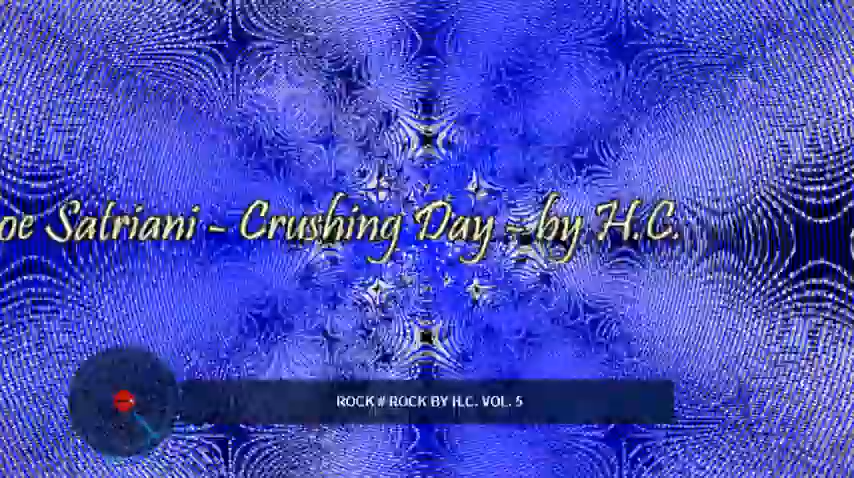 oe Satriani - Crushing Day - by H.C.
ROCK # ROCK BY H.C. VOL. 5